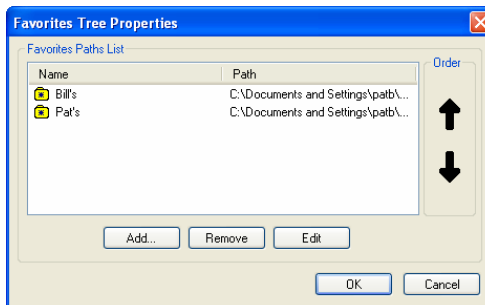 Favorites Tree Properties
Favorites Paths List
Order
Name Path
Bill's C:\Documents and Settings\patb\...
Pat's C:\Documents and Settings\patb\...
Add... Remove Edit
OK Cancel